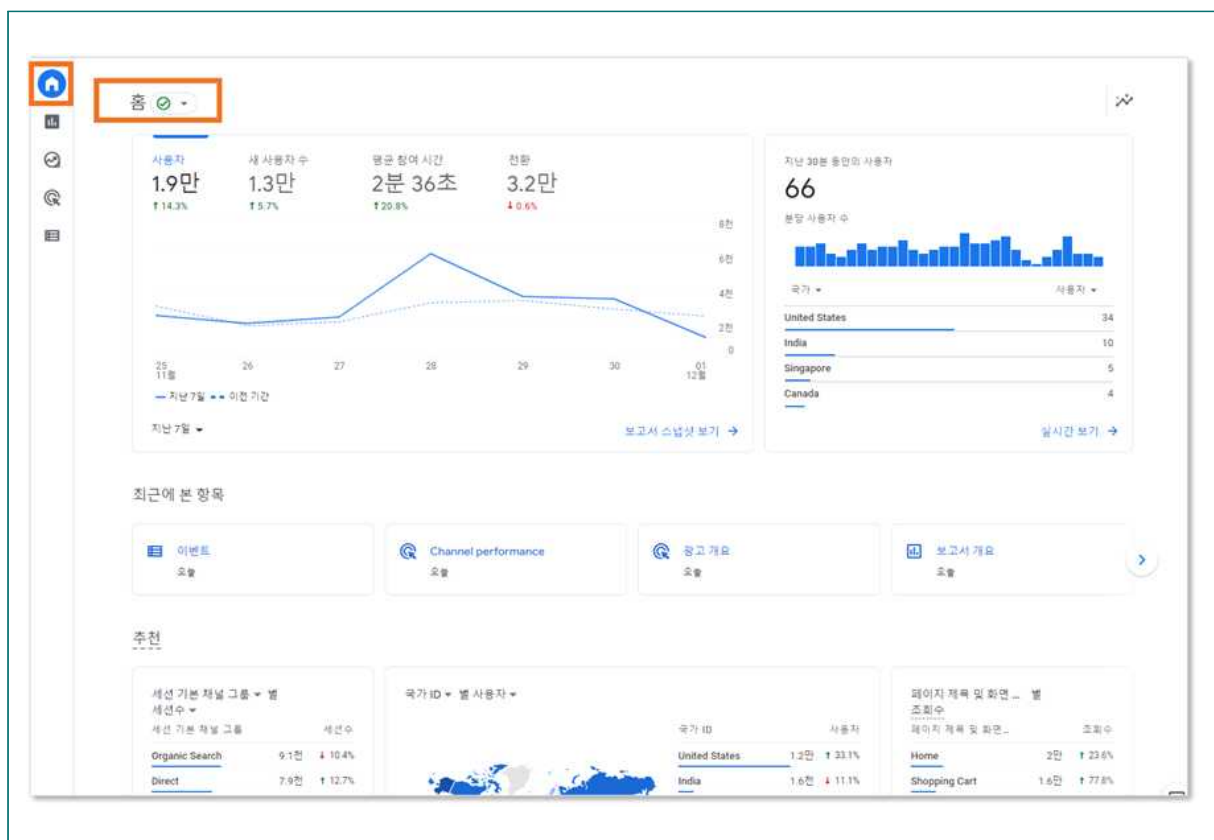 홈
사용자
1.9만
↑ 14.3%
새 사용자 수
1.3만
↑ 5.7%
평균 참여 시간
2분 36초
↑ 20.8%
전환
3.2만
↓ 0.6%
8천
6천
4천
2천
0
25
11월
26
27
28
29
30
01
12월
지난 7일
이전 기간
지난 7일
보고서 스냅샷 보기
지난 30분 동안의 사용자
66
분당 사용자 수
국가
사용자
United States 34
India 10
Singapore 5
Canada 4
실시간 보기
최근에 본 항목
이벤트
오늘
Channel performance
오늘
광고 개요
오늘
보고서 개요
오늘
추천
세션 기본 채널 그룹 별
세션수
세션 기본 채널 그룹 세션수
Organic Search 9.1천 ↓ 10.4%
Direct 7.9천 ↑ 12.7%
국가 ID 별 사용자
국가 ID 사용자
United States 1.2만 ↑ 33.1%
India 1.6천 ↓ 11.1%
페이지 제목 및 화면 ... 별
조회수
페이지 제목 및 화면... 조회수
Home 2만 ↑ 23.6%
Shopping Cart 1.6만 ↑ 77.8%